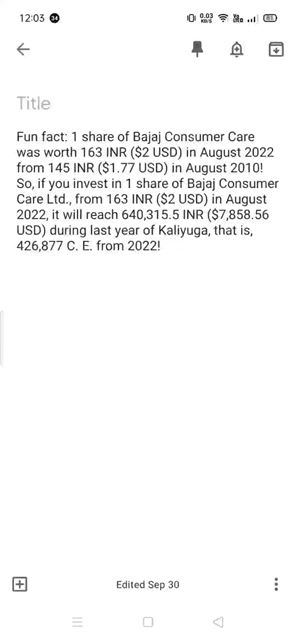 12:03 24 0.03 KB/S 61
Title
Fun fact: 1 share of Bajaj Consumer Care
was worth 163 INR ($2 USD) in August 2022
from 145 INR ($1.77 USD) in August 2010!
So, if you invest in 1 share of Bajaj Consumer
Care Ltd., from 163 INR ($2 USD) in August
2022, it will reach 640,315.5 INR ($7,858.56
USD) during last year of Kaliyuga, that is,
426,877 C. E. from 2022!
Edited Sep 30